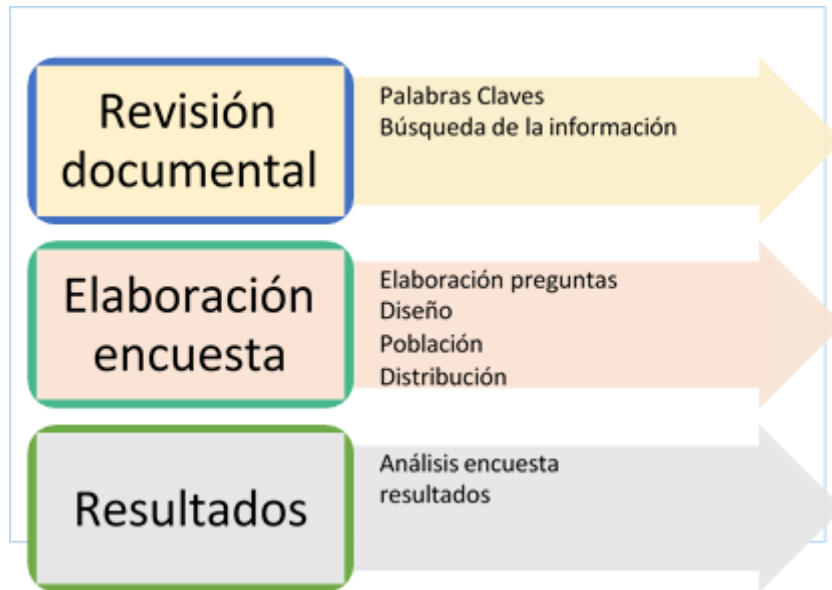 Revisión
documental
Palabras Claves
Búsqueda de la información
Elaboración
encuesta
Elaboración preguntas
Diseño
Población
Distribución
Resultados
Análisis encuesta
resultados